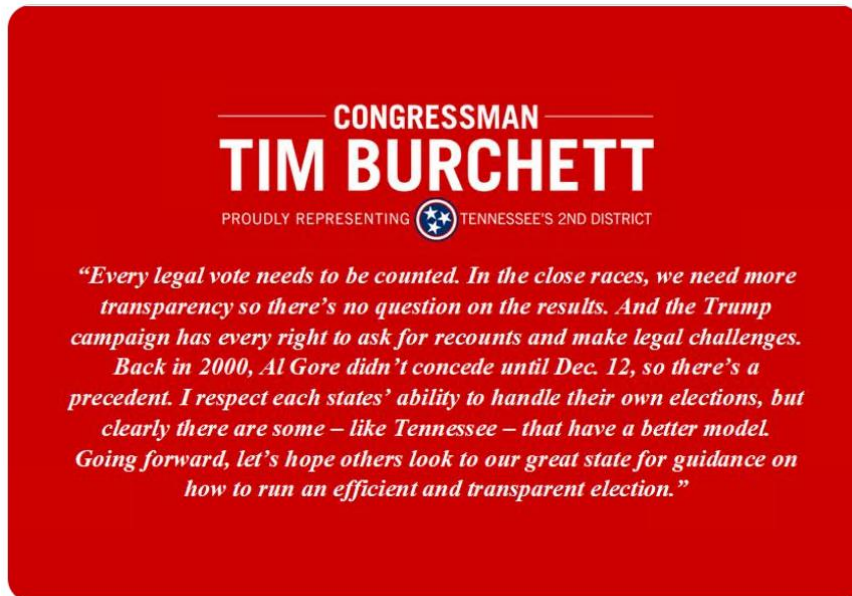 CONGRESSMAN
TIM BURCHETT
PROUDLY REPRESENTING TENNESSEE'S 2ND DISTRICT
“Every legal vote needs to be counted. In the close races, we need more
transparency so there’s no question on the results. And the Trump
campaign has every right to ask for recounts and make legal challenges.
Back in 2000, Al Gore didn’t concede until Dec. 12, so there’s a
precedent. I respect each states’ ability to handle their own elections, but
clearly there are some – like Tennessee – that have a better model.
Going forward, let’s hope others look to our great state for guidance on
how to run an efficient and transparent election.”